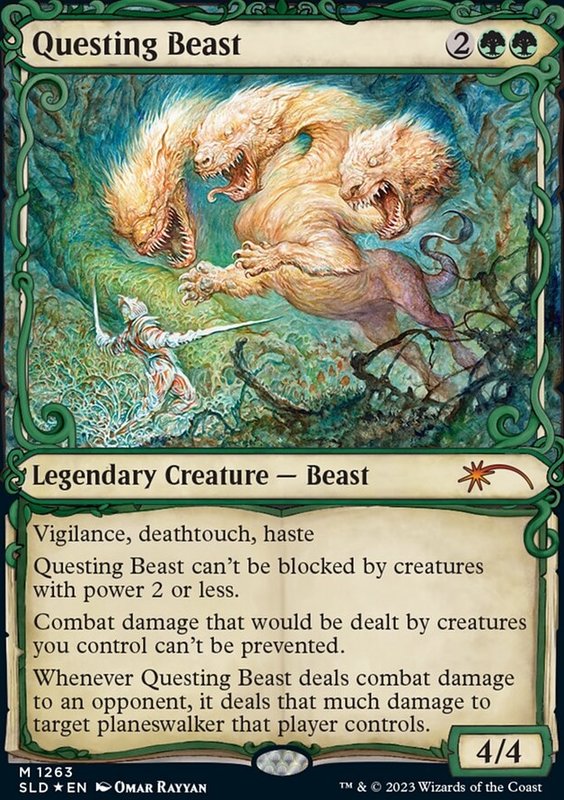 Questing Beast 2
Legendary Creature — Beast
Vigilance, deathtouch, haste
Questing Beast can't be blocked by creatures
with power 2 or less.
Combat damage that would be dealt by creatures
you control can't be prevented.
Whenever Questing Beast deals combat damage
to an opponent, it deals that much damage to
target planeswalker that player controls.
4/4
M 1263
SLD ★ EN Omar Rayyan
™ & © 2023 Wizards of the Coast